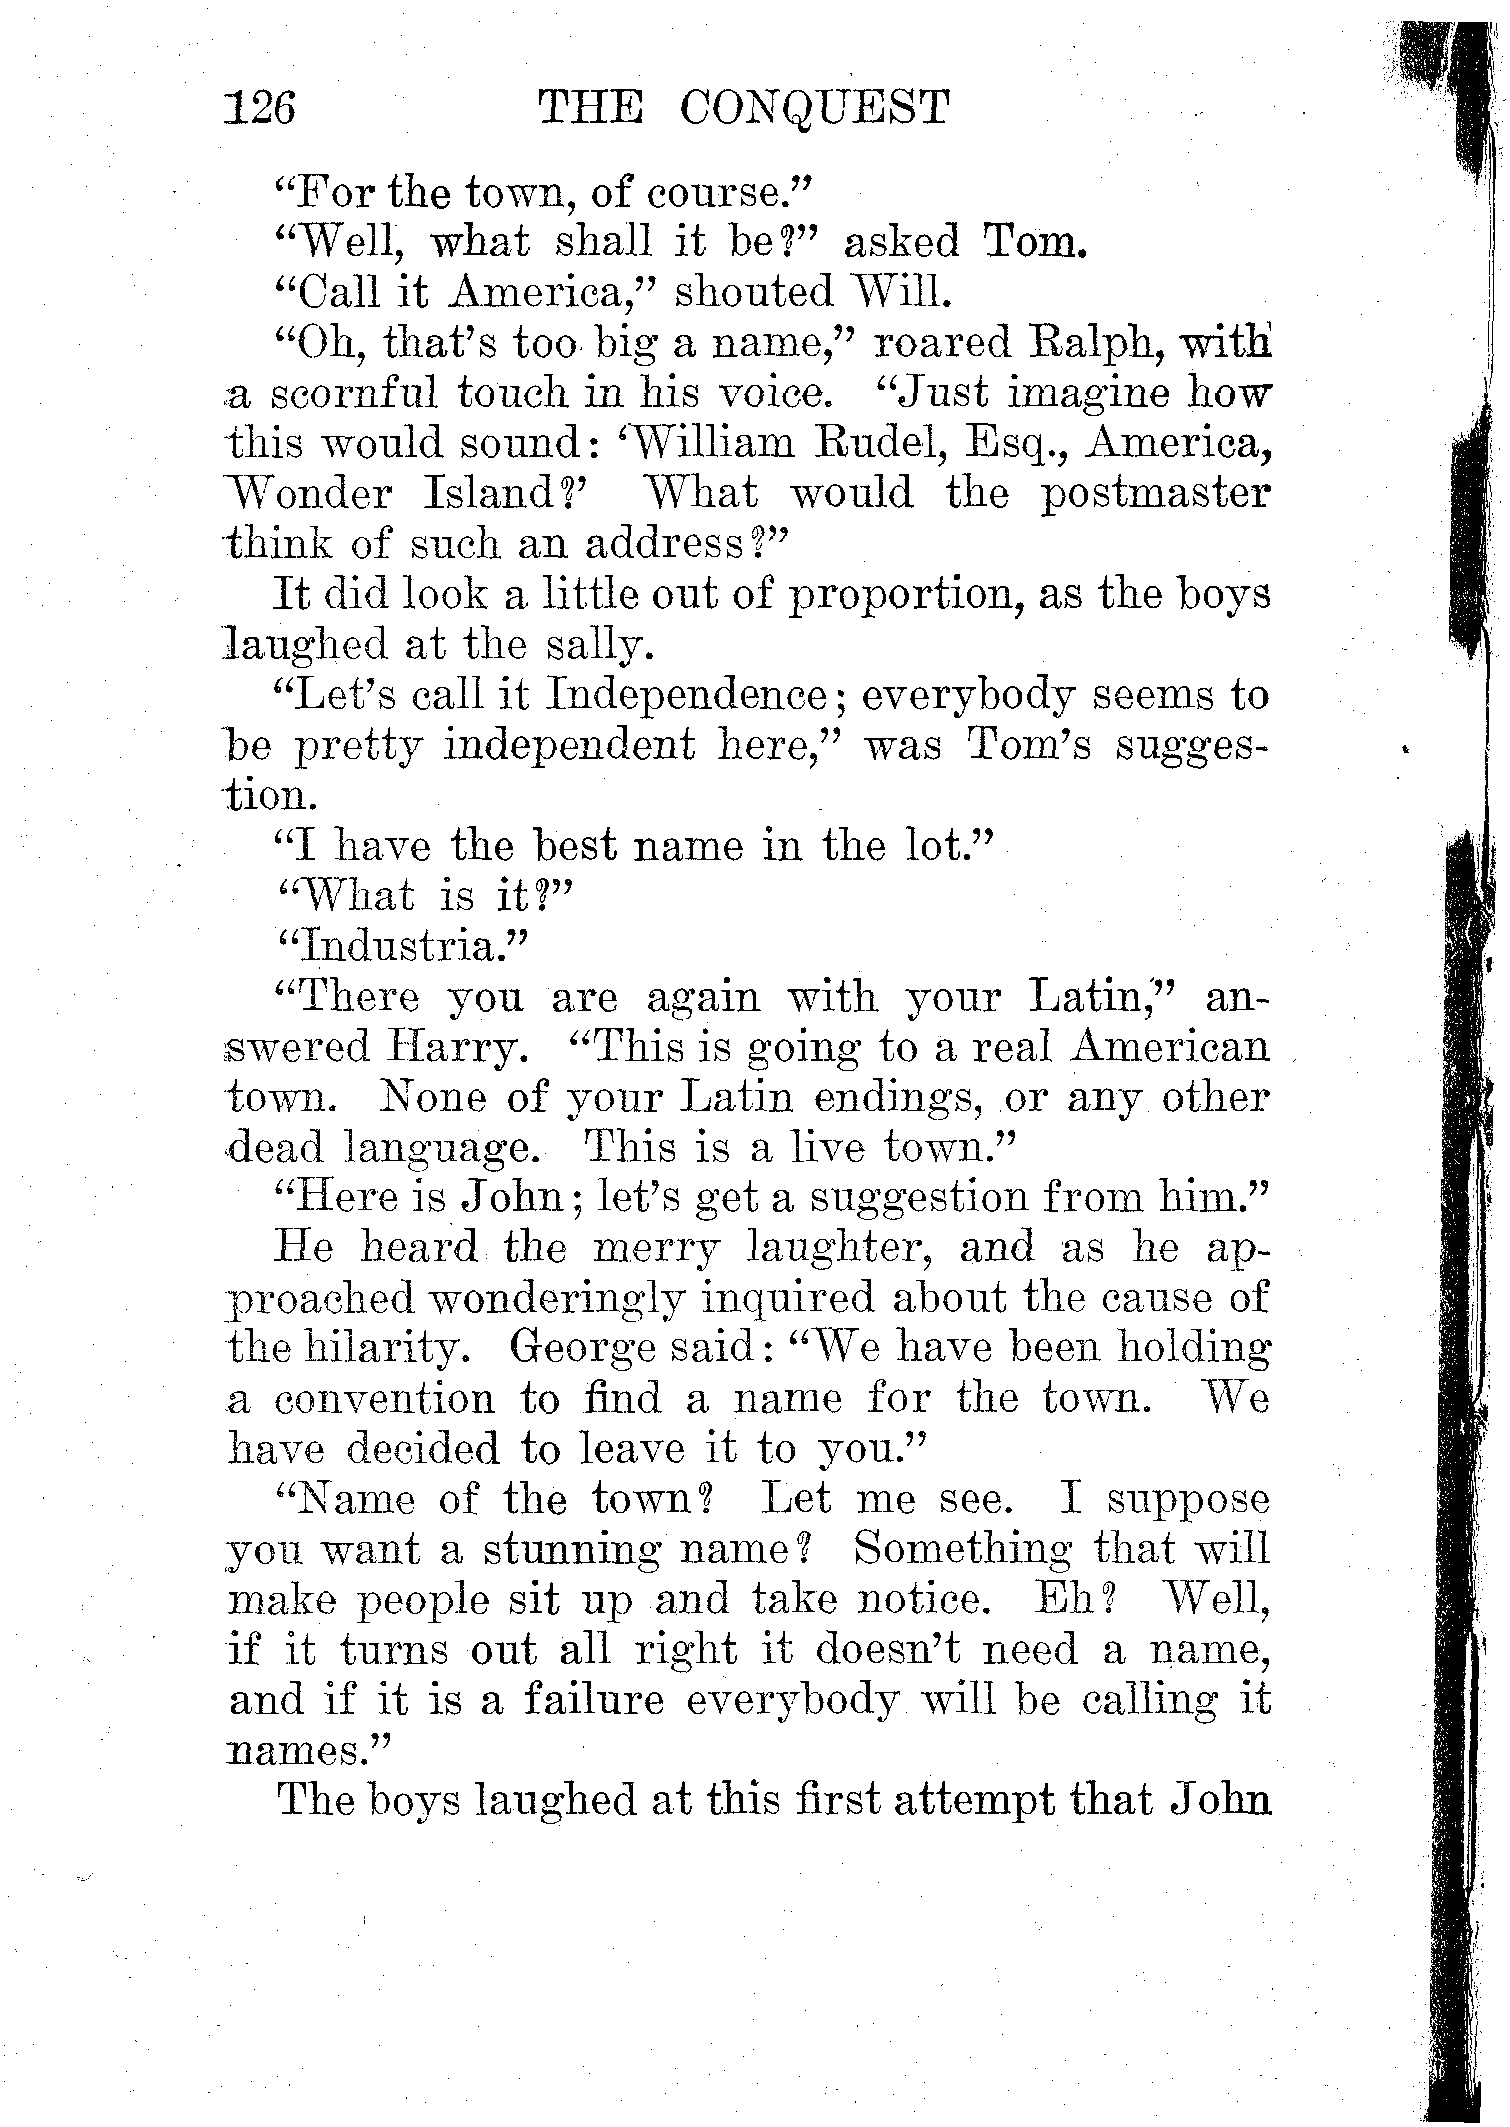 126 THE CONQUEST
“For the town, of course.”
“Well, what shall it be?” asked Tom.
“Call it America,” shouted Will.
“Oh, that’s too big a name,” roared Ralph, with
a scornful touch in his voice. “Just imagine how
this would sound: ‘William Rudel, Esq., America,
Wonder Island?’ What would the postmaster
think of such an address?”
It did look a little out of proportion, as the boys
laughed at the sally.
“Let’s call it Independence; everybody seems to
be pretty independent here,” was Tom’s sugges-
tion.
“I have the best name in the lot.”
“What is it?”
“Industria.”
“There you are again with your Latin,” an-
swered Harry. “This is going to a real American
town. None of your Latin endings, or any other
dead language. This is a live town.”
“Here is John; let’s get a suggestion from him.”
He heard the merry laughter, and as he ap-
proached wonderingly inquired about the cause of
the hilarity. George said: “We have been holding
a convention to find a name for the town. We
have decided to leave it to you.”
“Name of the town? Let me see. I suppose
you want a stunning name? Something that will
make people sit up and take notice. Eh? Well,
if it turns out all right it doesn’t need a name,
and if it is a failure everybody will be calling it
names.”
The boys laughed at this first attempt that John